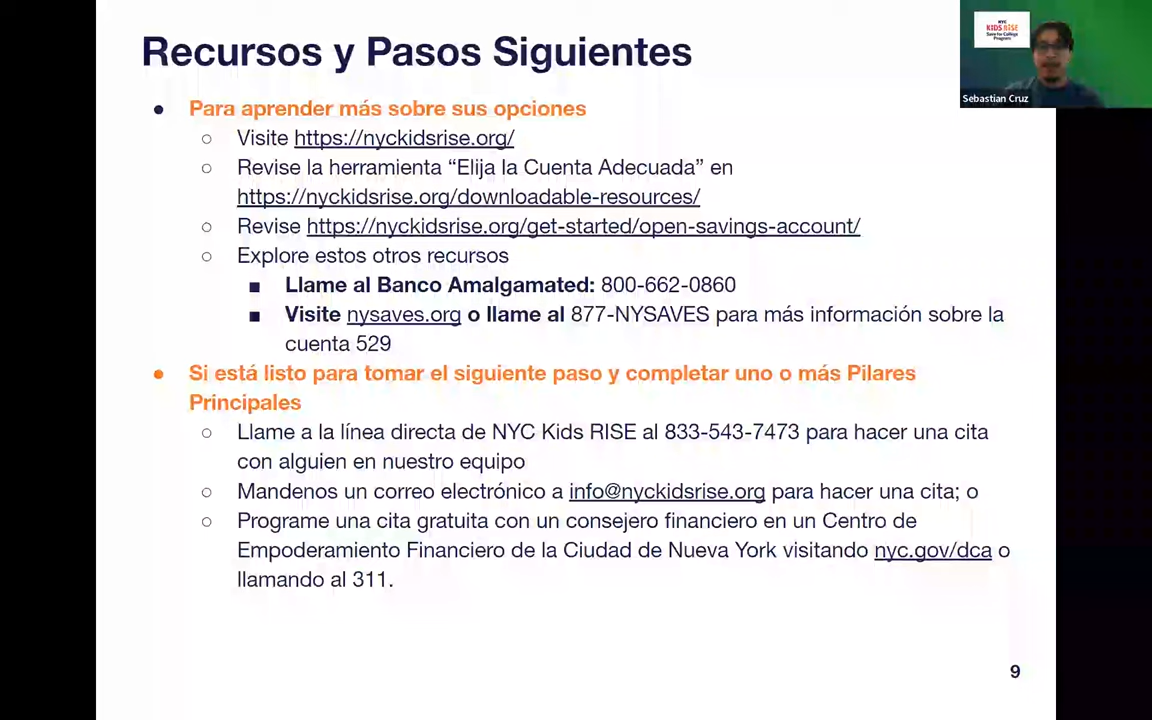 Recursos y Pasos Siguientes
NYC
KIDS RISE
Save for College
Program
Sebastian Cruz
● Para aprender más sobre sus opciones
○ Visite https://nyckidsrise.org/
○ Revise la herramienta “Elija la Cuenta Adecuada” en
https://nyckidsrise.org/downloadable-resources/
○ Revise https://nyckidsrise.org/get-started/open-savings-account/
○ Explore estos otros recursos
■ Llame al Banco Amalgamated: 800-662-0860
■ Visite nysaves.org o llame al 877-NYSAVES para más información sobre la
cuenta 529
● Si está listo para tomar el siguiente paso y completar uno o más Pilares
Principales
○ Llame a la línea directa de NYC Kids RISE al 833-543-7473 para hacer una cita
con alguien en nuestro equipo
○ Mandenos un correo electrónico a info@nyckidsrise.org para hacer una cita; o
○ Programe una cita gratuita con un consejero financiero en un Centro de
Empoderamiento Financiero de la Ciudad de Nueva York visitando nyc.gov/dca o
llamando al 311.
9